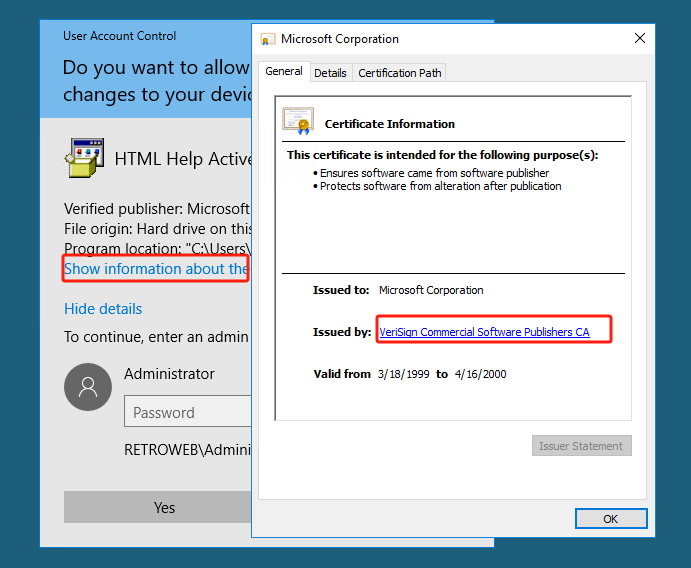 User Account Control
Do you want to allow
changes to your devic
HTML Help Active
Verified publisher: Microsoft
File origin: Hard drive on this
Program location: "C:\Users\
Show information about the
Hide details
To continue, enter an admin
Administrator
Password
RETROWEB\Admini
Yes
Microsoft Corporation
General
Details
Certification Path
Certificate Information
This certificate is intended for the following purpose(s):
• Ensures software came from software publisher
• Protects software from alteration after publication
Issued to: Microsoft Corporation
Issued by: VeriSign Commercial Software Publishers CA
Valid from 3/18/1999 to 4/16/2000
Issuer Statement
OK